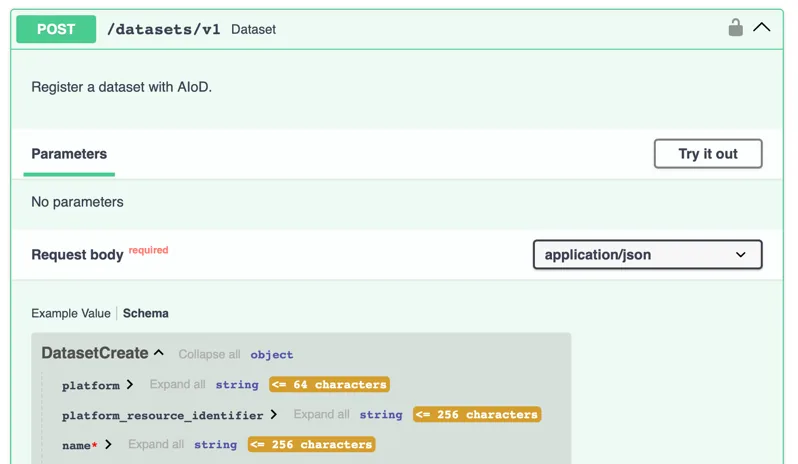 POST /datasets/v1 Dataset
Register a dataset with AIoD.
Parameters Try it out
No parameters
Request body required application/json
Example Value Schema
DatasetCreate Collapse all object
platform Expand all string <= 64 characters
platform_resource_identifier Expand all string <= 256 characters
name* Expand all string <= 256 characters